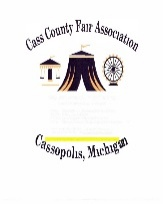 Cass County Fair Association
Cassopolis, Michigan